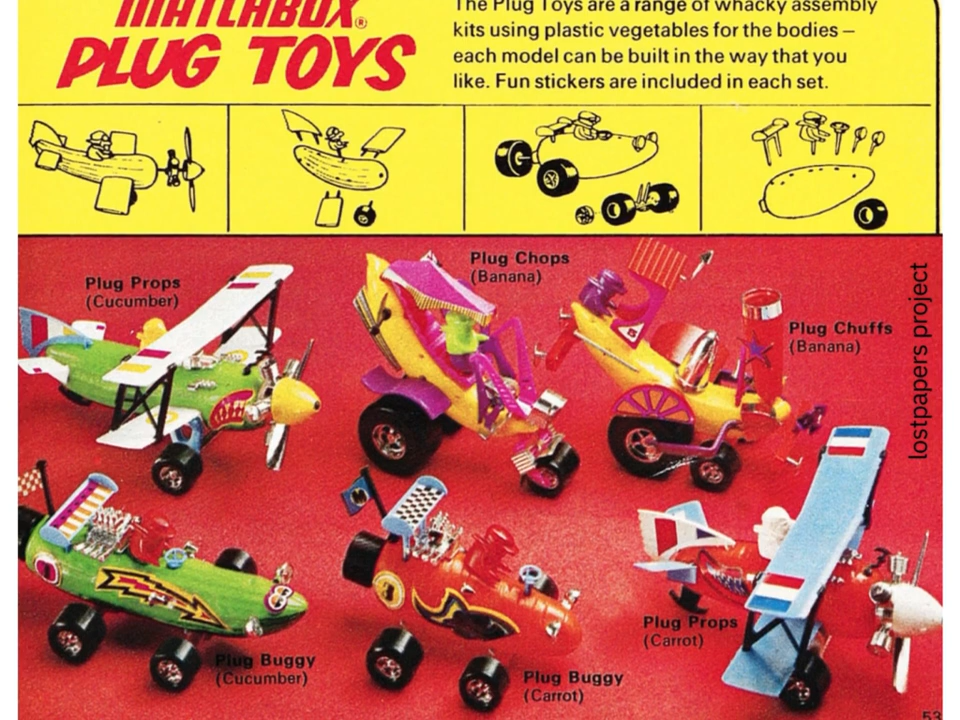 MATCHBOX®
PLUG TOYS
The Plug Toys are a range of whacky assembly
kits using plastic vegetables for the bodies –
each model can be built in the way that you
like. Fun stickers are included in each set.
Plug Props
(Cucumber)
Plug Chops
(Banana)
Plug Chuffs
(Banana)
lostpapers project
5
1
Plug Buggy
(Cucumber)
Plug Buggy
(Carrot)
Plug Props
(Carrot)
53